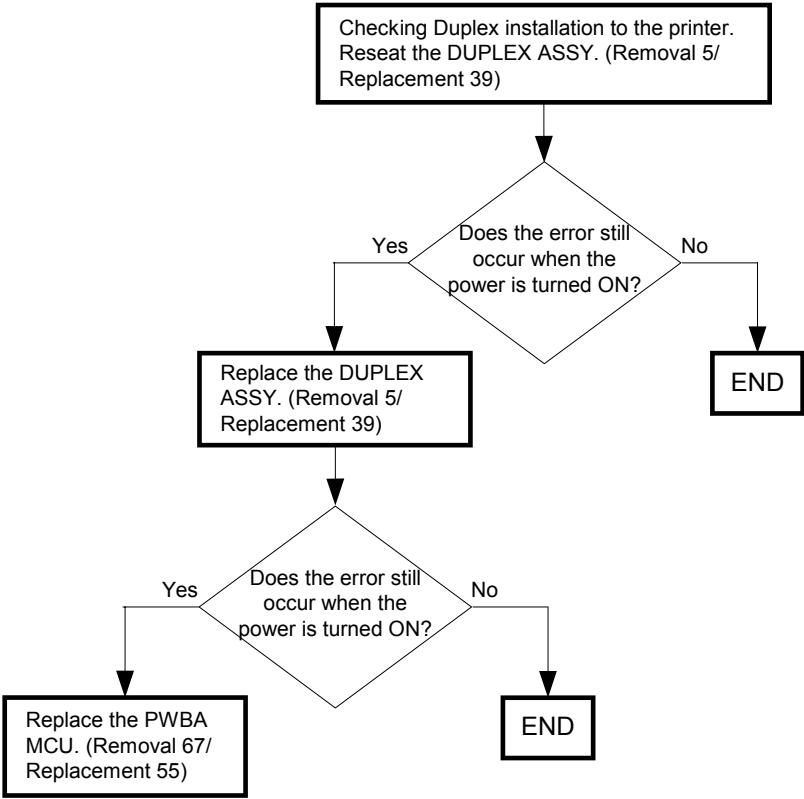 Checking Duplex installation to the printer.
Reseat the DUPLEX ASSY. (Removal 5/
Replacement 39)
Does the error still
occur when the
power is turned ON?
Yes
No
Replace the DUPLEX
ASSY. (Removal 5/
Replacement 39)
END
Does the error still
occur when the
power is turned ON?
Yes
No
Replace the PWBA
MCU. (Removal 67/
Replacement 55)
END